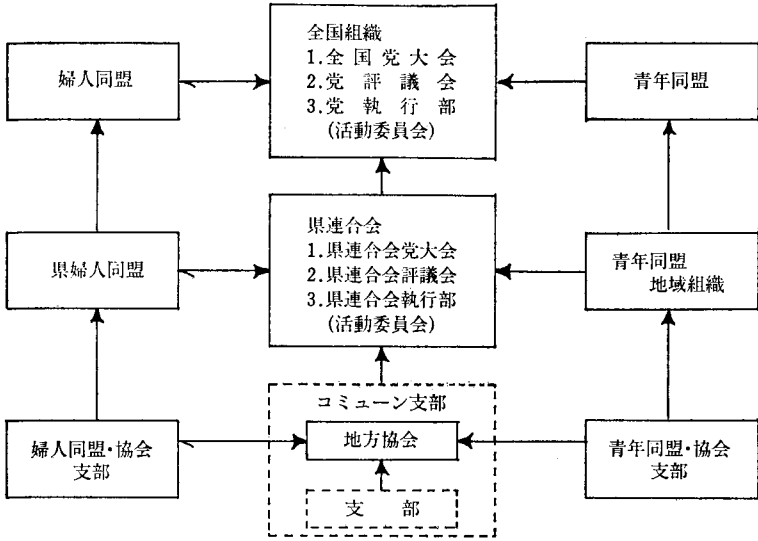 婦人同盟
全国組織
1.全国党大会
2.党評議会
3.党執行部
(活動委員会)
青年同盟
県婦人同盟
県連合会
1.県連合会党大会
2.県連合会評議会
3.県連合会執行部
(活動委員会)
青年同盟
地域組織
婦人同盟・協会
支部
コミューン支部
地方協会
支部
青年同盟・協会
支部